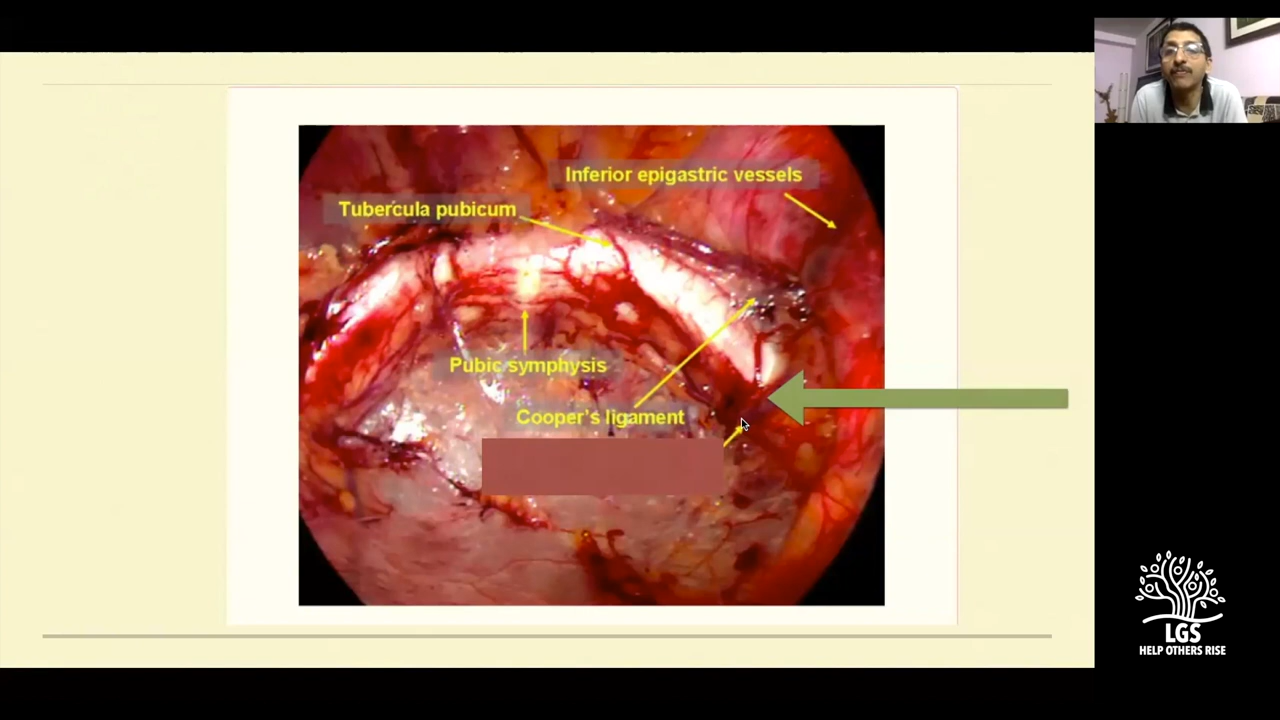 Inferior epigastric vessels
Tubercula pubicum
Pubic symphysis
Cooper's ligament
LGS
HELP OTHERS RISE